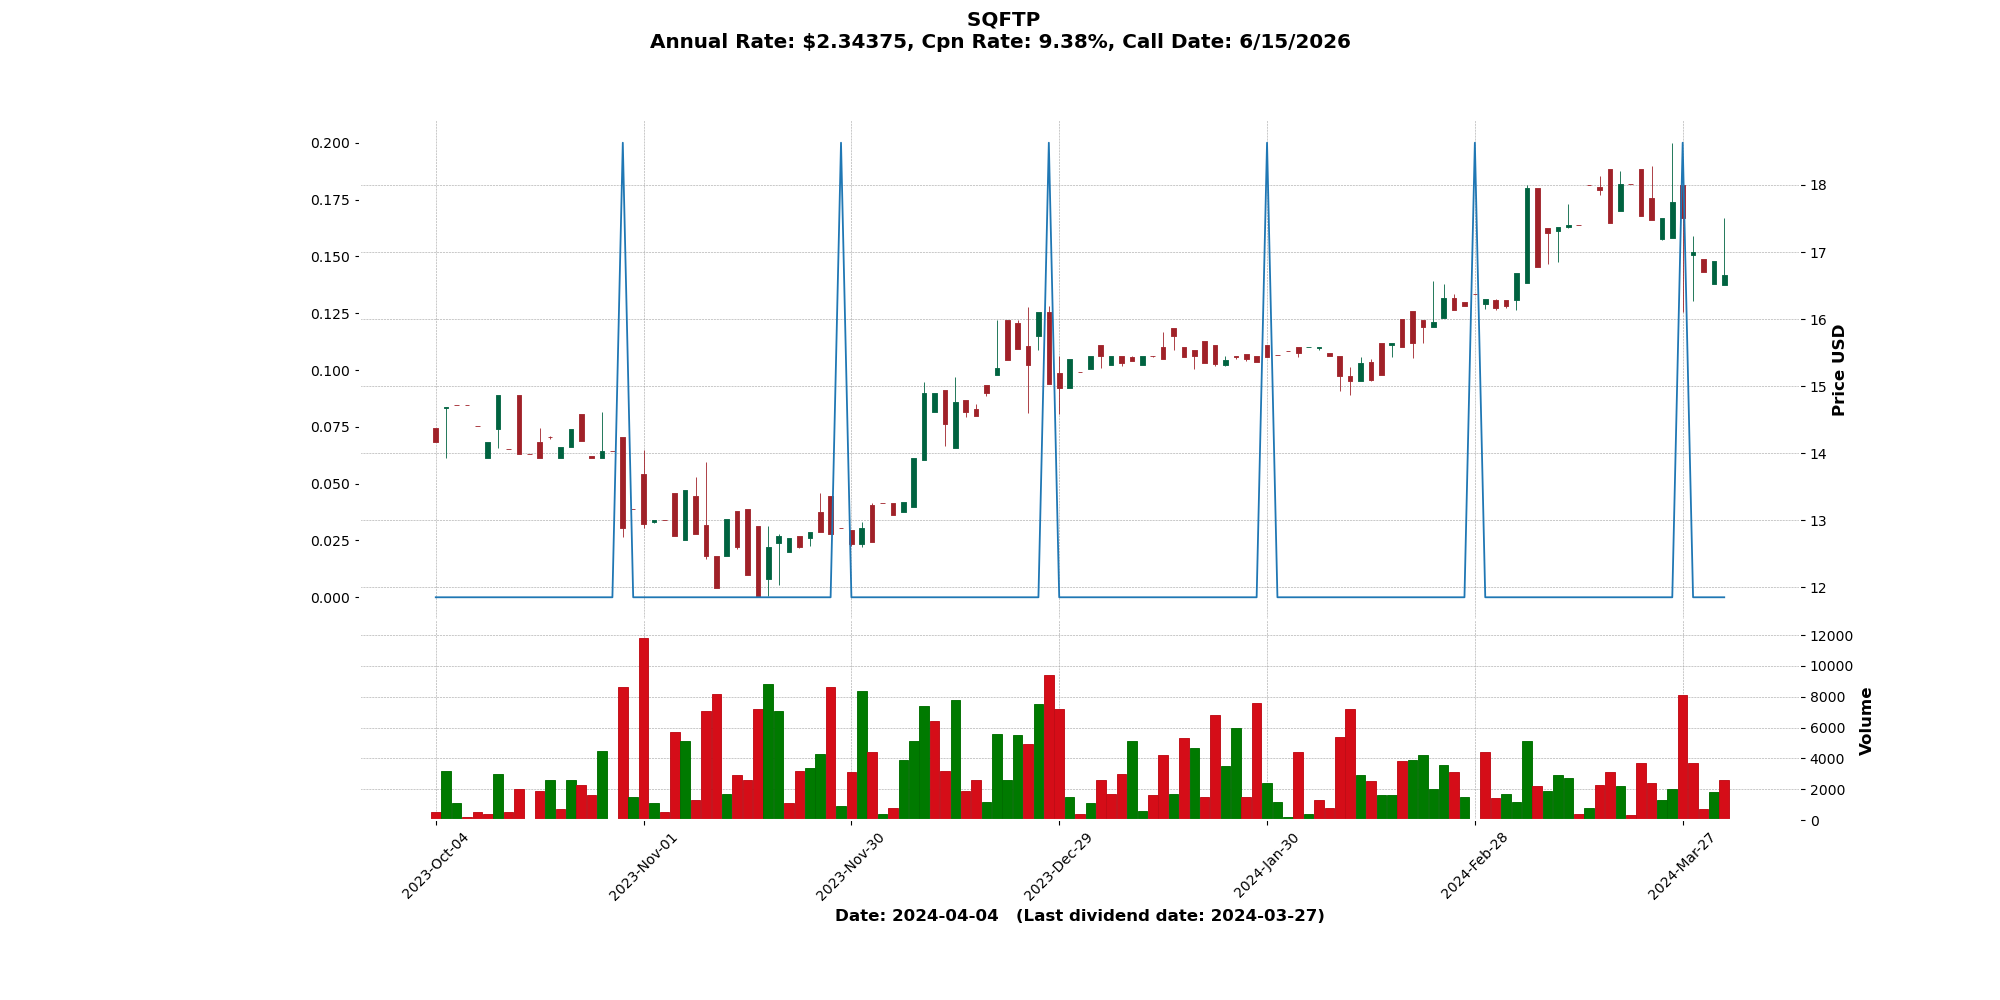 SQFTP
Annual Rate: $2.34375, Cpn Rate: 9.38%, Call Date: 6/15/2026
0.200
0.175
0.150
0.125
0.100
0.075
0.050
0.025
0.000
18
17
16
15
14
13
12
Price USD
12000
10000
8000
6000
4000
2000
0
Volume
2023-Oct-04
2023-Nov-01
2023-Nov-30
2023-Dec-29
2024-Jan-30
2024-Feb-28
2024-Mar-27
Date: 2024-04-04 (Last dividend date: 2024-03-27)